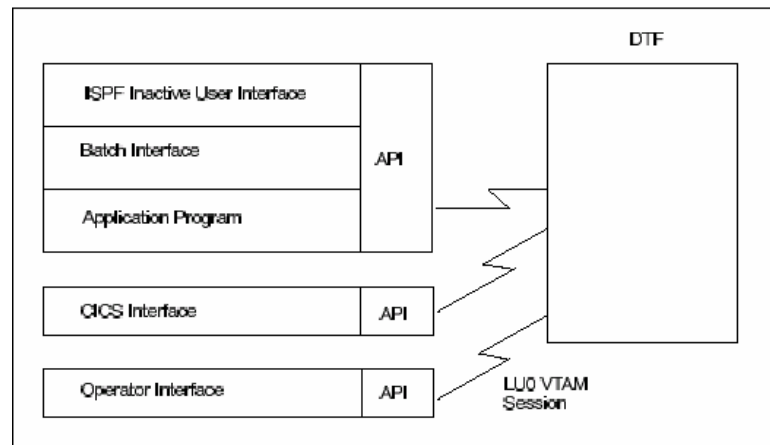 DTF
ISPF Inactive User Interface
Batch Interface
API
Application Program
CICS Interface
API
Operator Interface
API
LU0 VTAM
Session